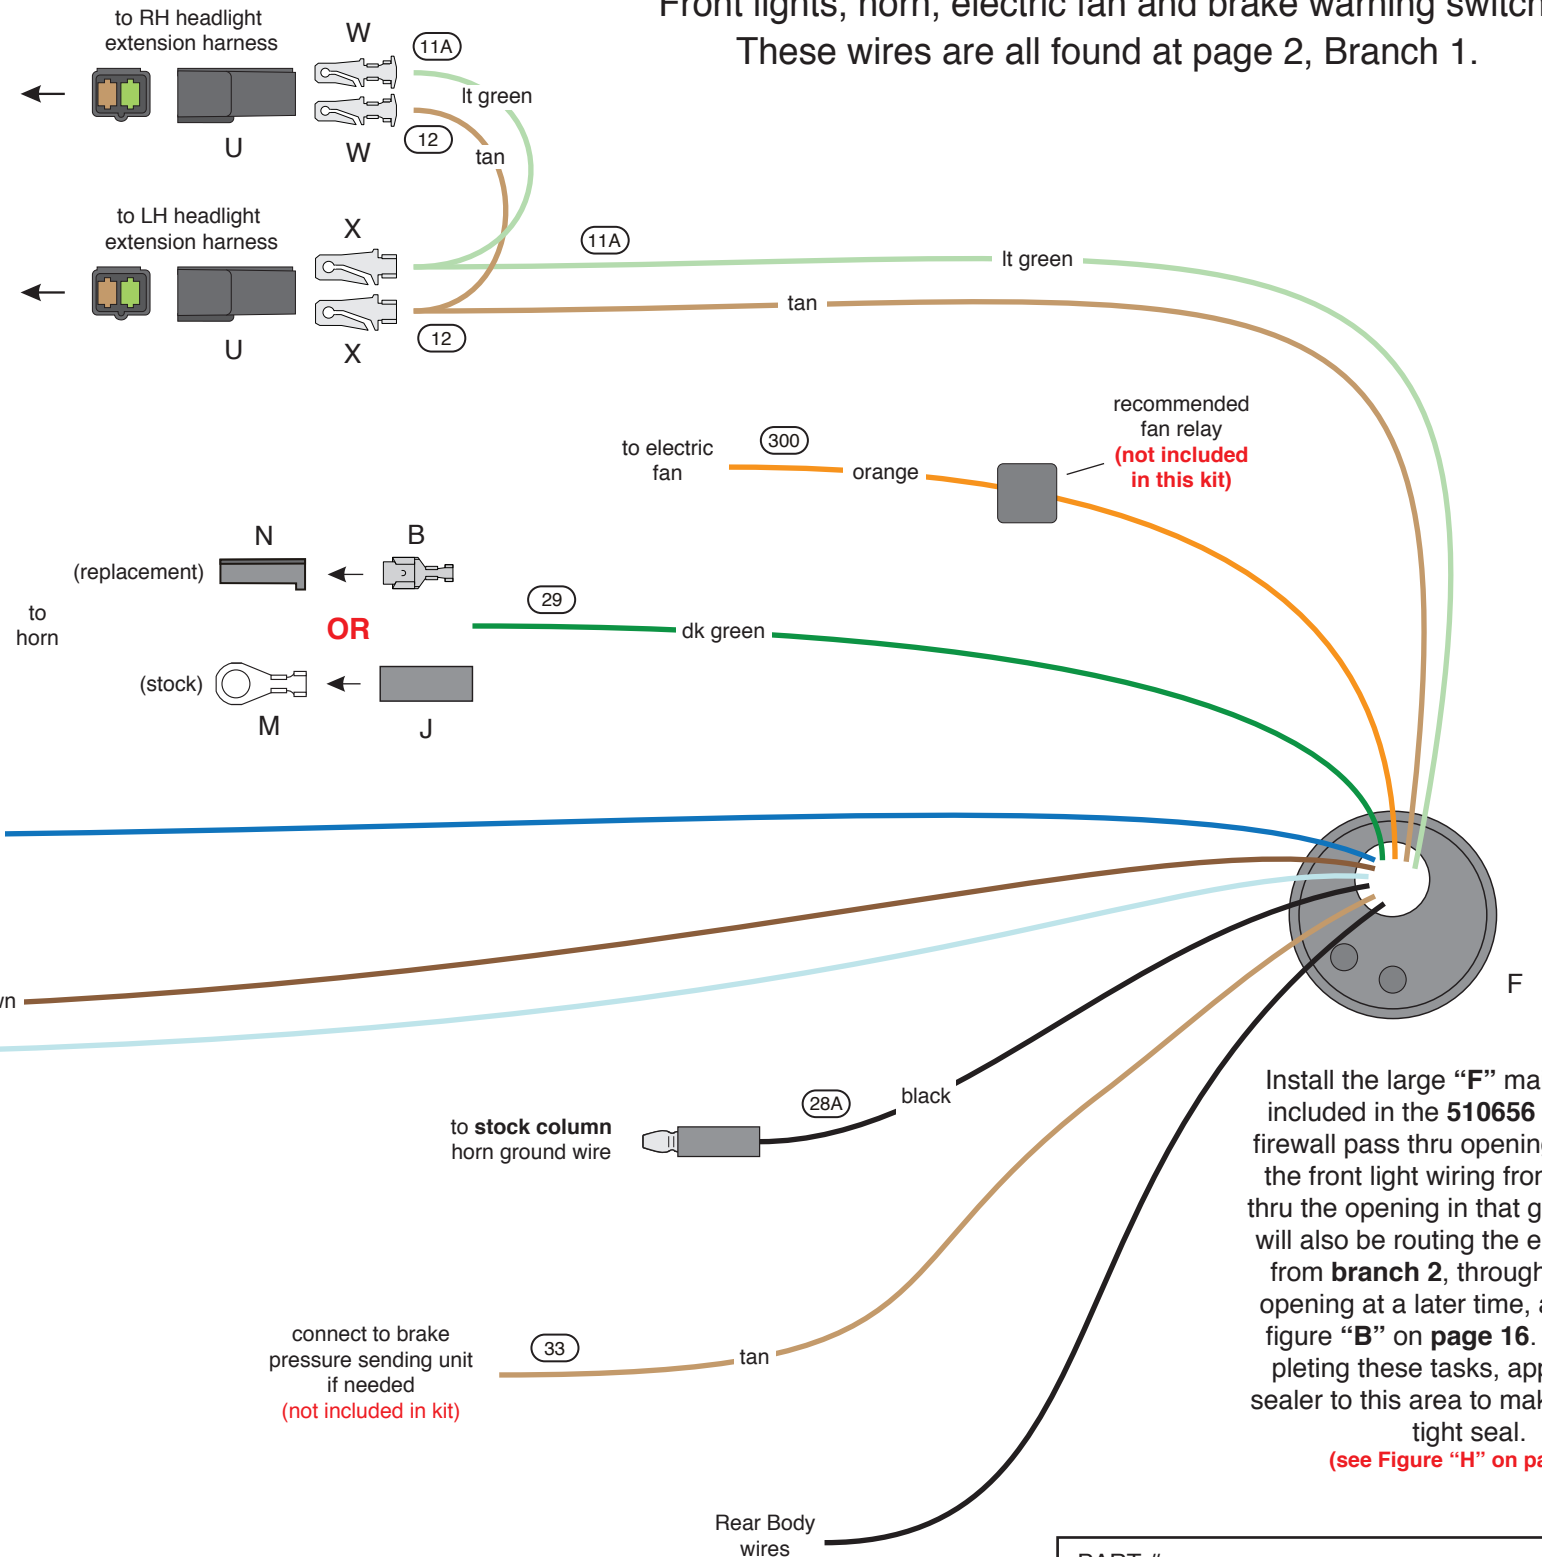 Front lights, horn, electric fan and brake warning switch
These wires are all found at page 2, Branch 1.
to RH headlight
extension harness
W
11A
lt green
U
W
12
tan
to LH headlight
extension harness
X
11A
lt green
tan
U
X
12
to electric
fan
300
orange
recommended
fan relay
(not included
in this kit)
N
B
(replacement)
to
horn
OR
29
dk green
(stock)
M
J
F
to stock column
horn ground wire
28A
black
connect to brake
pressure sending unit
if needed
(not included in kit)
33
tan
Rear Body
wires
Install the large “F”
included in the 510656
firewall pass thru
the front light wiring
thru the opening in that
will also be routing the
from branch 2,
opening at a later time,
figure “B” on page 16.
pleting these tasks,
sealer to this area to
tight seal.
(see Figure “H” on
PART #